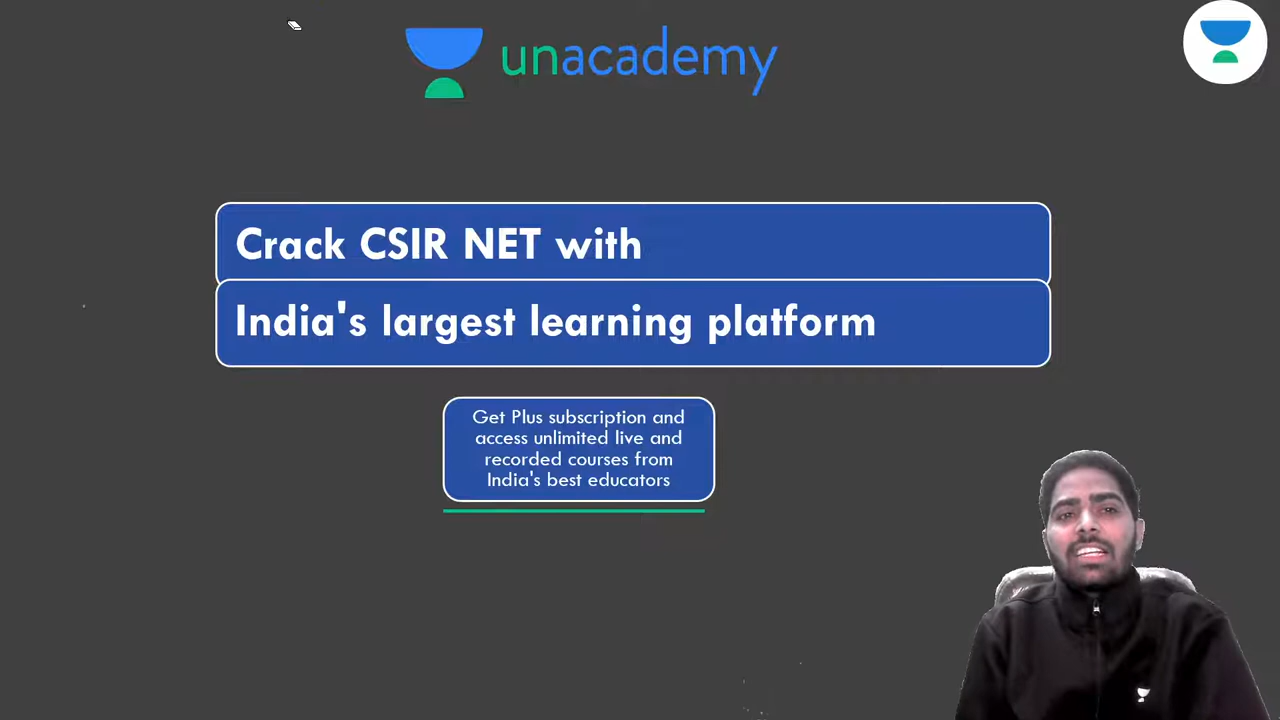 unacademy
Crack CSIR NET with
India's largest learning platform
Get Plus subscription and
access unlimited live and
recorded courses from
India's best educators